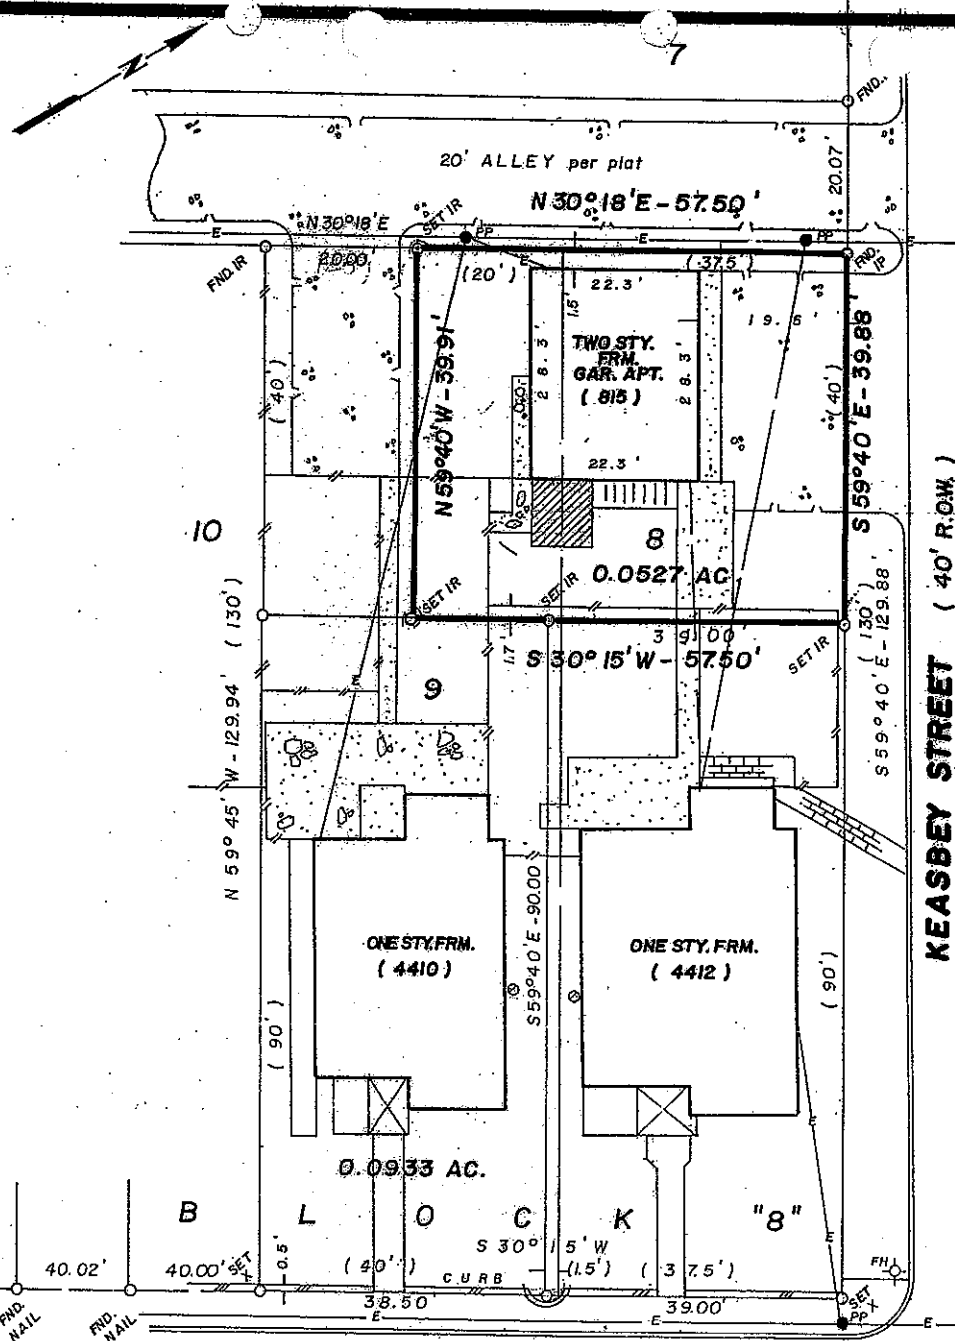 N
7
FND.
20' ALLEY per plat
20.07'
N 30°18'E - 57.50'
N 30°18'E
SET IR
PP
E
E
PP
E
FND. IR
20.00
(20')
E
(37.5')
FND.
IP
22.3'
1.5'
19.5'
N 59°40'W - 39.91'
28.3'
TWO STY.
FRM.
GAR. APT.
(815)
28.3'
(40')
(40')
S 59°40'E - 39.88'
22.3'
10
8
0.0527 AC.
SET IR
SET IR
39.00'
1.7'
S 30°15'W - 57.50'
SET IR
(130')
(130')
E
9
N 59°45'W - 129.94'
S 59°40'E - 129.88'
KEASBEY STREET (40' R.O.W.)
ONE STY. FRM.
(4410)
S 59°40'E - 90.00
ONE STY. FRM.
(4412)
(90')
(90')
E
0.0933 AC.
B L O C K "8"
S 30°15'W
E
FH
40.02'
40.00'
SET X
0.5'
(40')
CURB
(1.5')
(37.5')
38.50
39.00'
SET X
PP
FND.
NAIL
FND.
NAIL
E
E
E